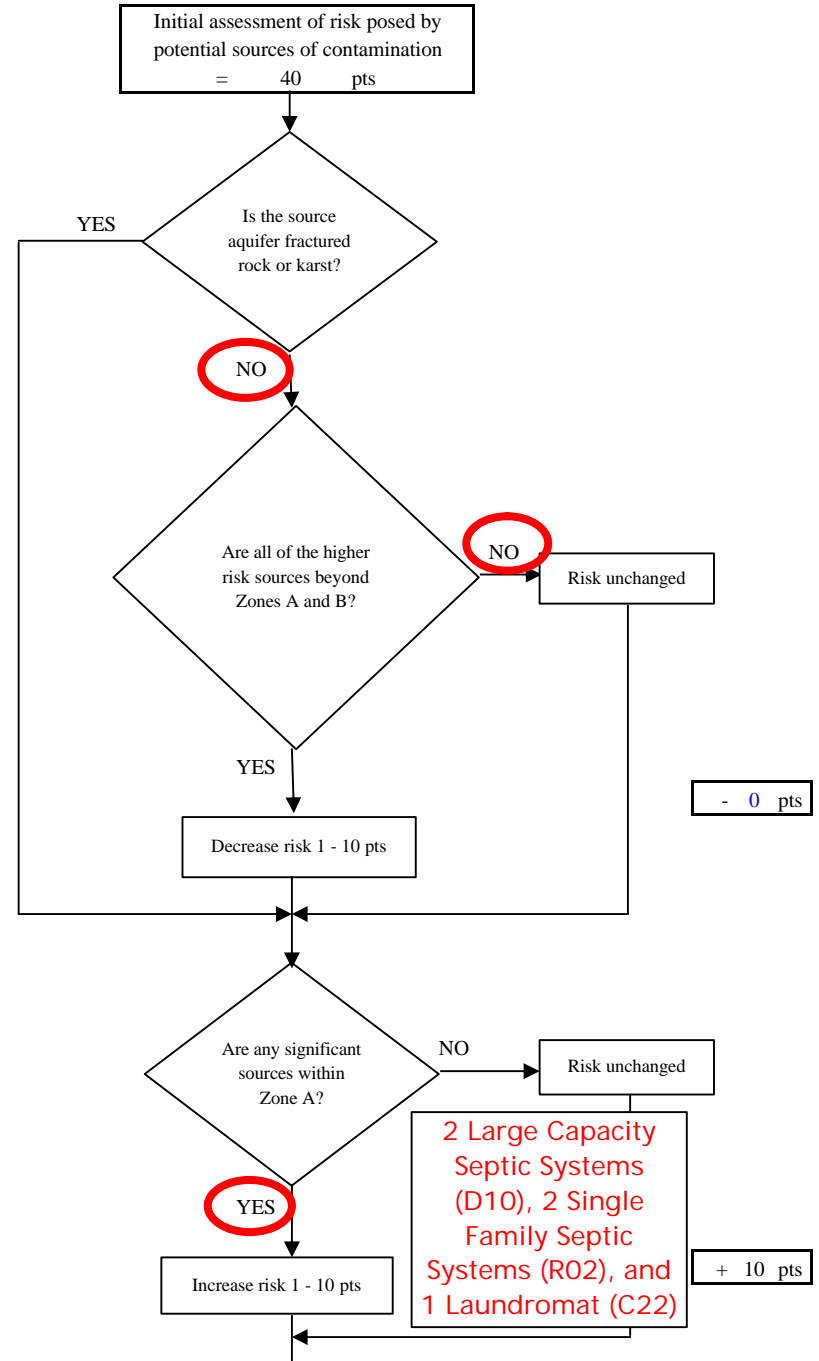 Initial assessment of risk posed by
potential sources of contamination
= 40 pts
YES
Is the source
aquifer fractured
rock or karst?
NO
Are all of the higher
risk sources beyond
Zones A and B?
NO
Risk unchanged
YES
- 0 pts
Decrease risk 1 - 10 pts
Are any significant
sources within
Zone A?
NO
Risk unchanged
2 Large Capacity
Septic Systems
(D10), 2 Single
Family Septic
Systems (R02), and
1 Laundromat (C22)
YES
+ 10 pts
Increase risk 1 - 10 pts